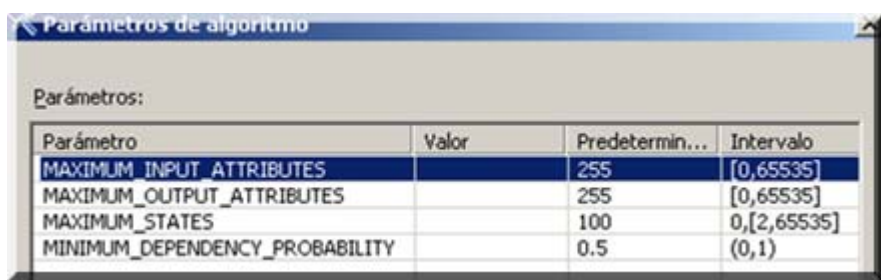 Parámetros de algoritmo
Parámetros:
Parámetro Valor Predetermin... Intervalo
MAXIMUM_INPUT_ATTRIBUTES 255 [0,65535]
MAXIMUM_OUTPUT_ATTRIBUTES 255 [0,65535]
MAXIMUM_STATES 100 0,[2,65535]
MINIMUM_DEPENDENCY_PROBABILITY 0.5 (0,1)